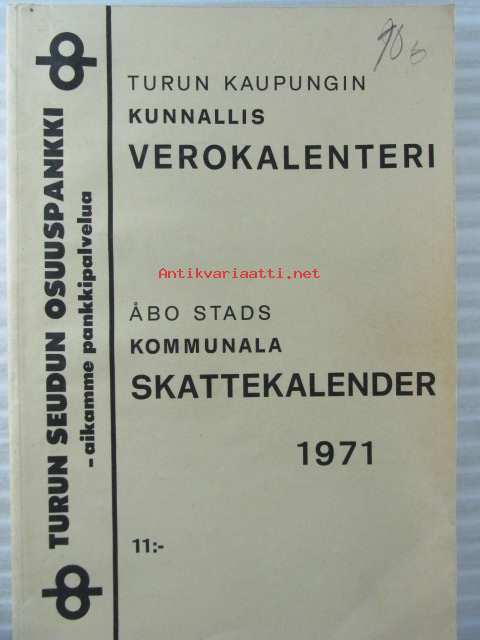 TURUN KAUPUNGIN
KUNNALLIS
VEROKALENTERI
Antikvariaatti.net
ÅBO STADS
KOMMUNALA
SKATTEKALENDER
1971
11:-
TURUN SEUDUN OSUUSPANKKI
- aikamme pankkipalvelua